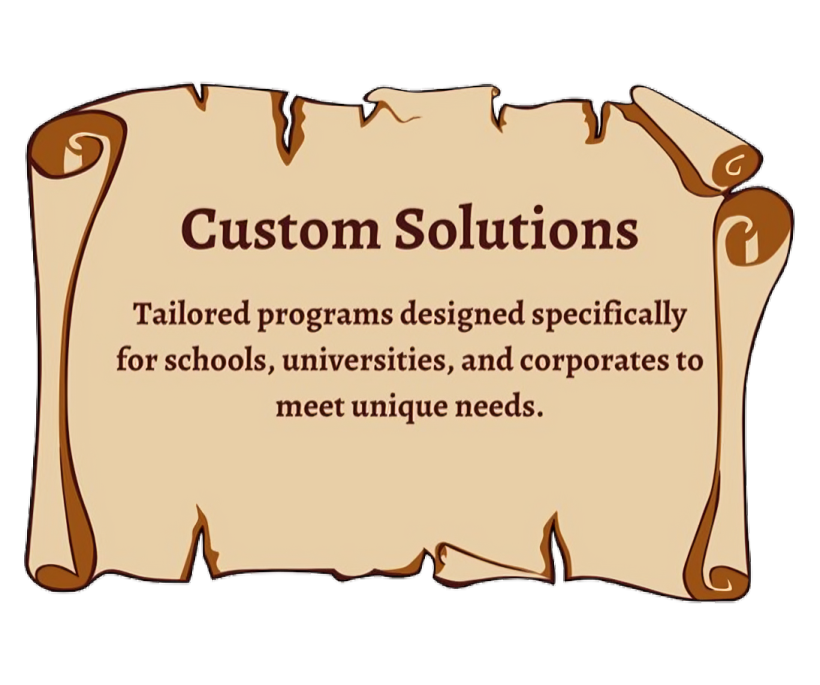 Custom Solutions
Tailored programs designed specifically
for schools, universities, and corporates to
meet unique needs.